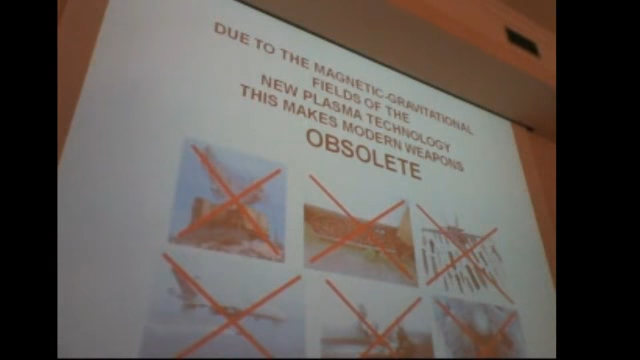 DUE TO THE MAGNETIC-GRAVITATIONAL
FIELDS OF THE
NEW PLASMA TECHNOLOGY
THIS MAKES MODERN WEAPONS
OBSOLETE